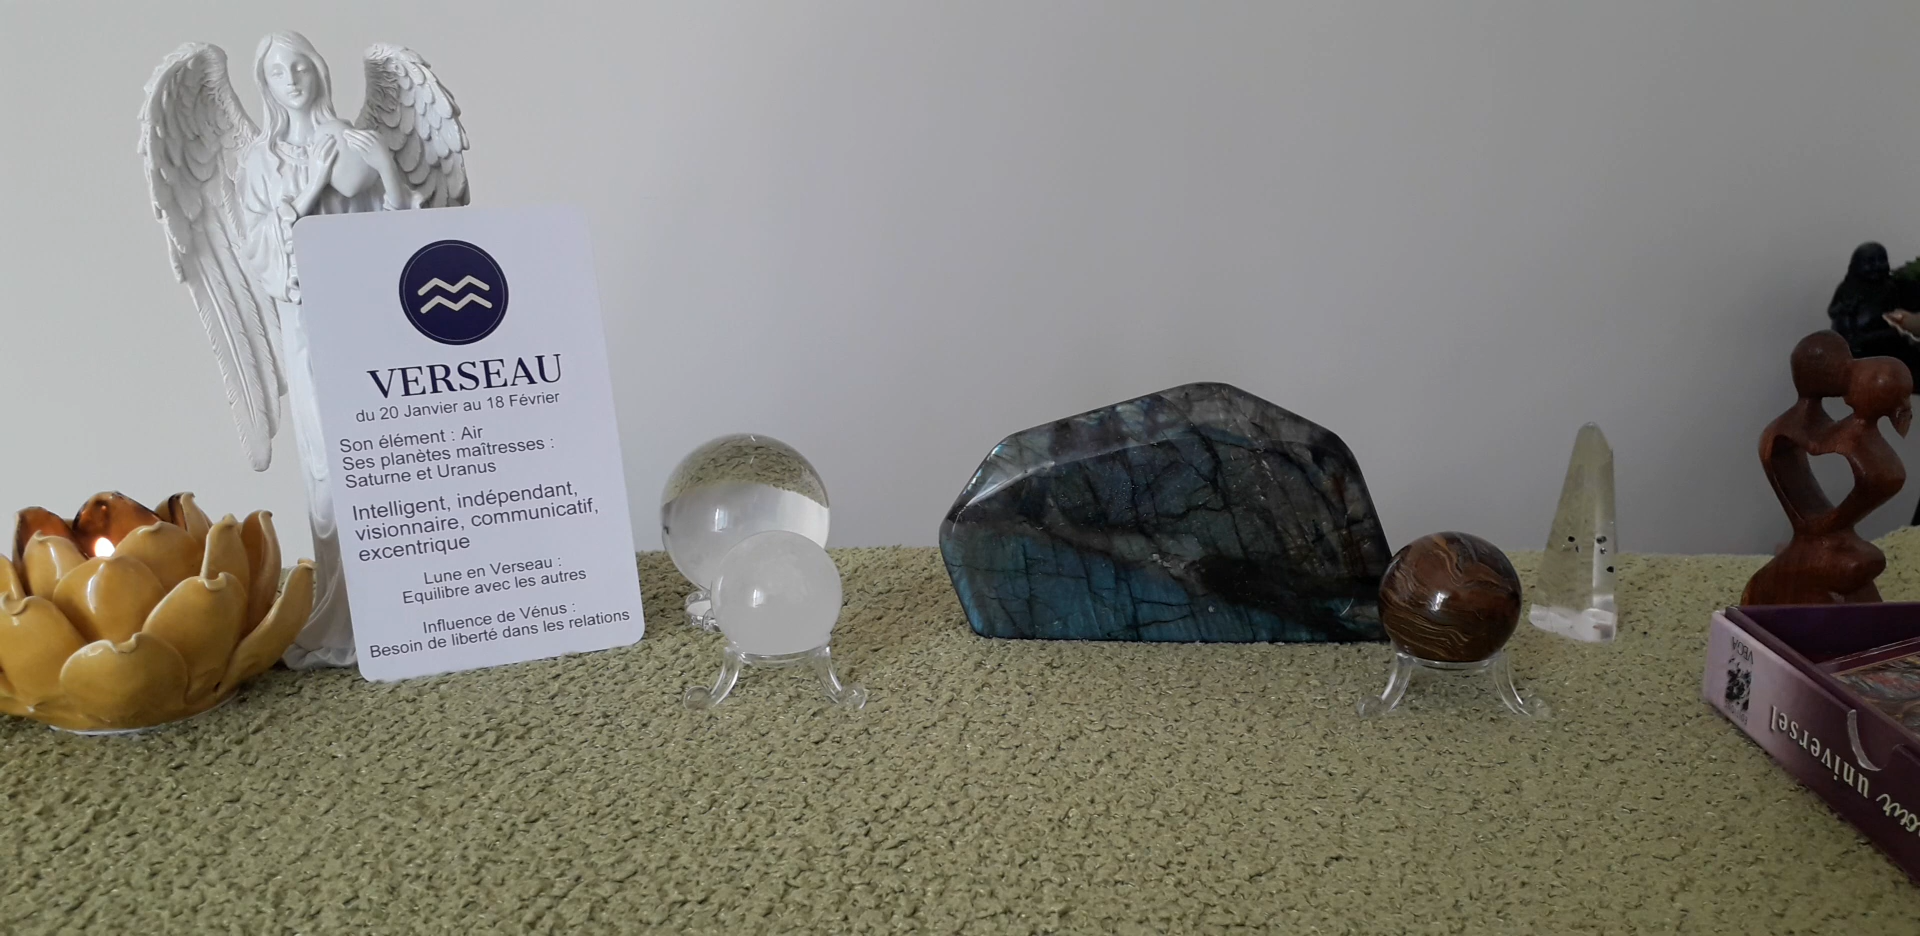 VERSEAU
du 20 Janvier au 18 Février
Son élément : Air
Ses planètes maîtresses :
Saturne et Uranus
Intelligent, indépendant,
visionnaire, communicatif,
excentrique
Lune en Verseau :
Equilibre avec les autres
Influence de Vénus :
Besoin de liberté dans les relations
VEGA
universel